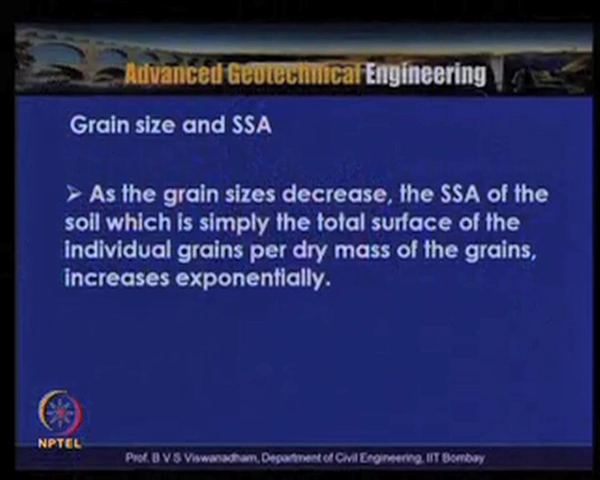 Advanced Geotechnical Engineering
Grain size and SSA
➢ As the grain sizes decrease, the SSA of the
soil which is simply the total surface of the
individual grains per dry mass of the grains,
increases exponentially.
NPTEL
Prof. B V S Viswanadham, Department of Civil Engineering, IIT Bombay